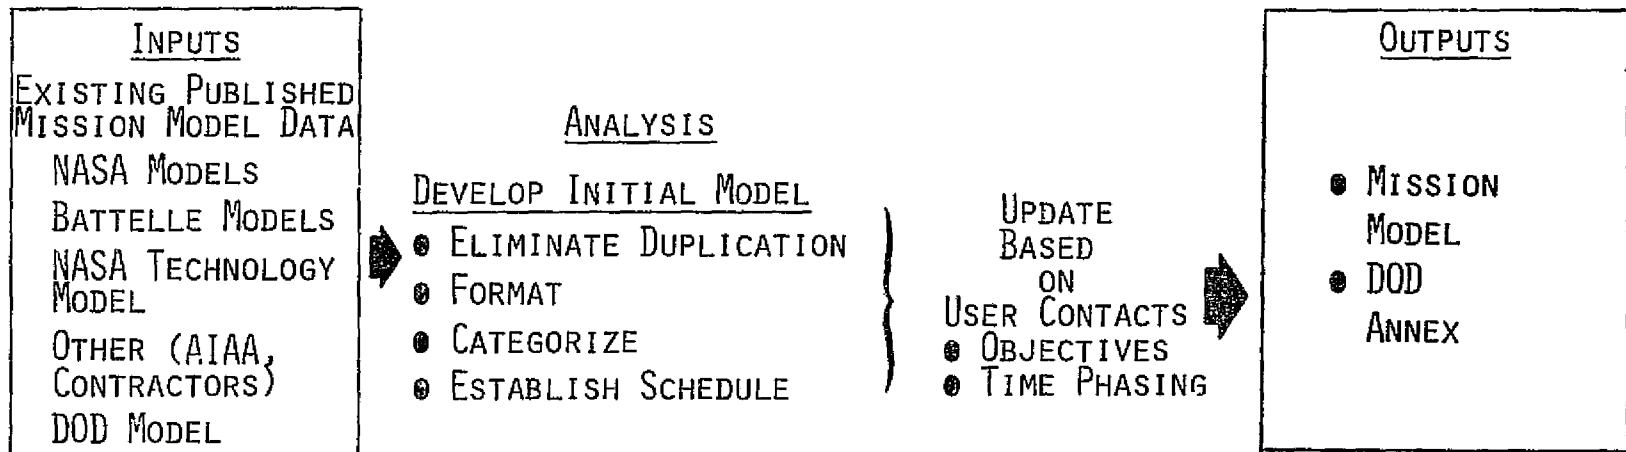 INPUTS
EXISTING PUBLISHED
MISSION MODEL DATA
NASA MODELS
BATTELLE MODELS
NASA TECHNOLOGY
MODEL
OTHER (AIAA,
CONTRACTORS)
DOD MODEL
ANALYSIS
DEVELOP INITIAL MODEL
• ELIMINATE DUPLICATION
• FORMAT
• CATEGORIZE
• ESTABLISH SCHEDULE
UPDATE
BASED
ON
USER CONTACTS
• OBJECTIVES
• TIME PHASING
OUTPUTS
• MISSION
MODEL
• DOD
ANNEX